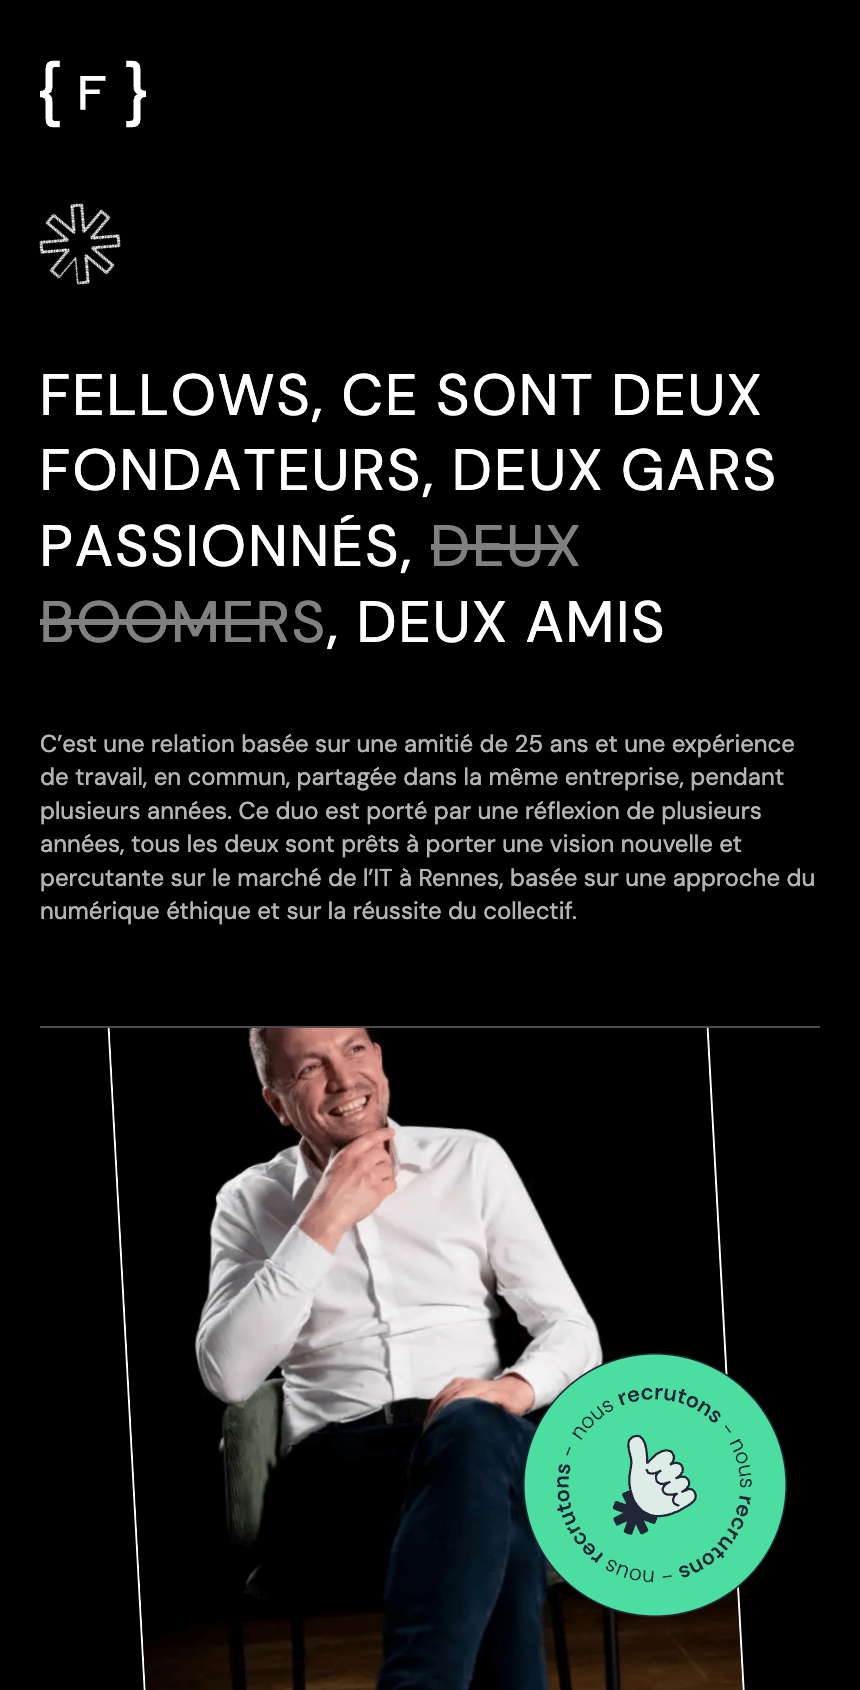 { F }
FELLOWS, CE SONT DEUX
FONDATEURS, DEUX GARS
PASSIONNÉS, DEUX
BOOMERS, DEUX AMIS
C’est une relation basée sur une amitié de 25 ans et une expérience
de travail, en commun, partagée dans la même entreprise, pendant
plusieurs années. Ce duo est porté par une réflexion de plusieurs
années, tous les deux sont prêts à porter une vision nouvelle et
percutante sur le marché de l’IT à Rennes, basée sur une approche du
numérique éthique et sur la réussite du collectif.
nous recrutons – nous recrutons – nous recrutons –